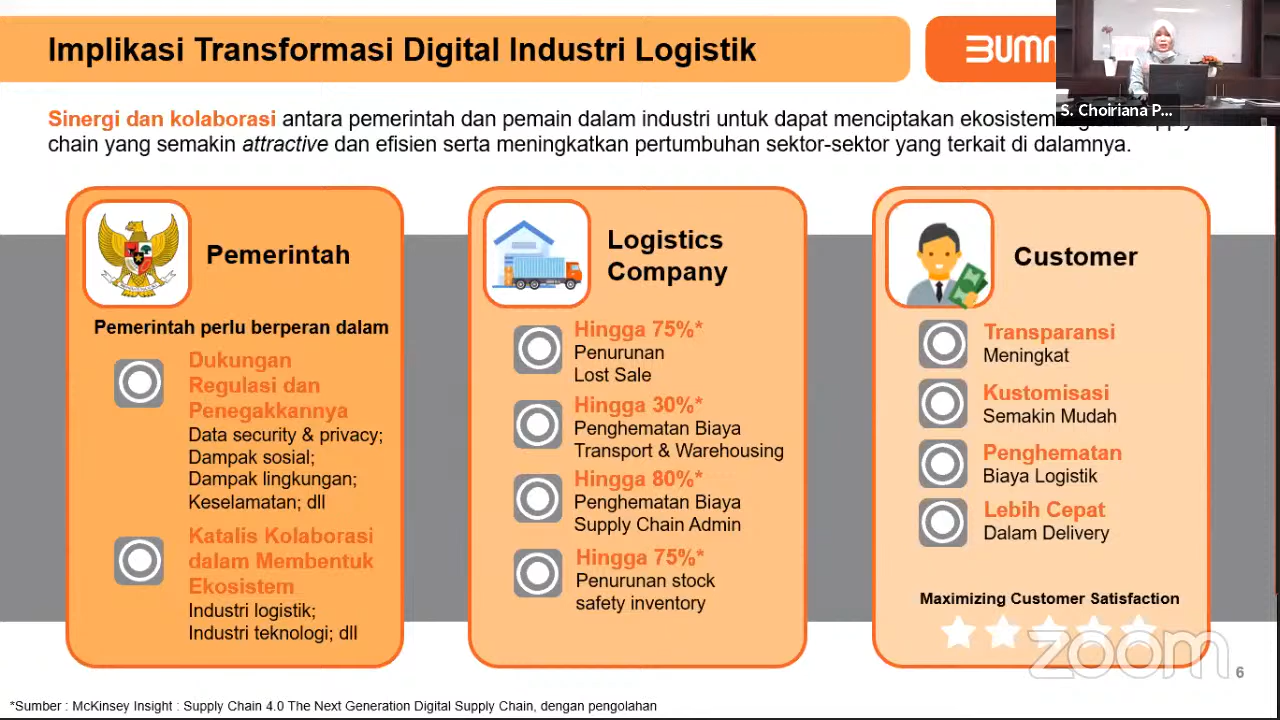 Implikasi Transformasi Digital Industri Logistik
BUMN
S. Choiriana P...
Sinergi dan kolaborasi antara pemerintah dan pemain dalam industri untuk dapat menciptakan ekosistem
chain yang semakin attractive dan efisien serta meningkatkan pertumbuhan sektor-sektor yang terkait di dalamnya.
Pemerintah
Pemerintah perlu berperan dalam
Dukungan
Regulasi dan
Penegakkannya
Data security & privacy;
Dampak sosial;
Dampak lingkungan;
Keselamatan; dll
Katalis Kolaborasi
dalam Membentuk
Ekosistem
Industri logistik;
Industri teknologi; dll
Logistics
Company
Hingga 75%*
Penurunan
Lost Sale
Hingga 30%*
Penghematan Biaya
Transport & Warehousing
Hingga 80%*
Penghematan Biaya
Supply Chain Admin
Hingga 75%*
Penurunan stock
safety inventory
Customer
Transparansi
Meningkat
Kustomisasi
Semakin Mudah
Penghematan
Biaya Logistik
Lebih Cepat
Dalam Delivery
Maximizing Customer Satisfaction
zoom
6
*Sumber : McKinsey Insight : Supply Chain 4.0 The Next Generation Digital Supply Chain, dengan pengolahan